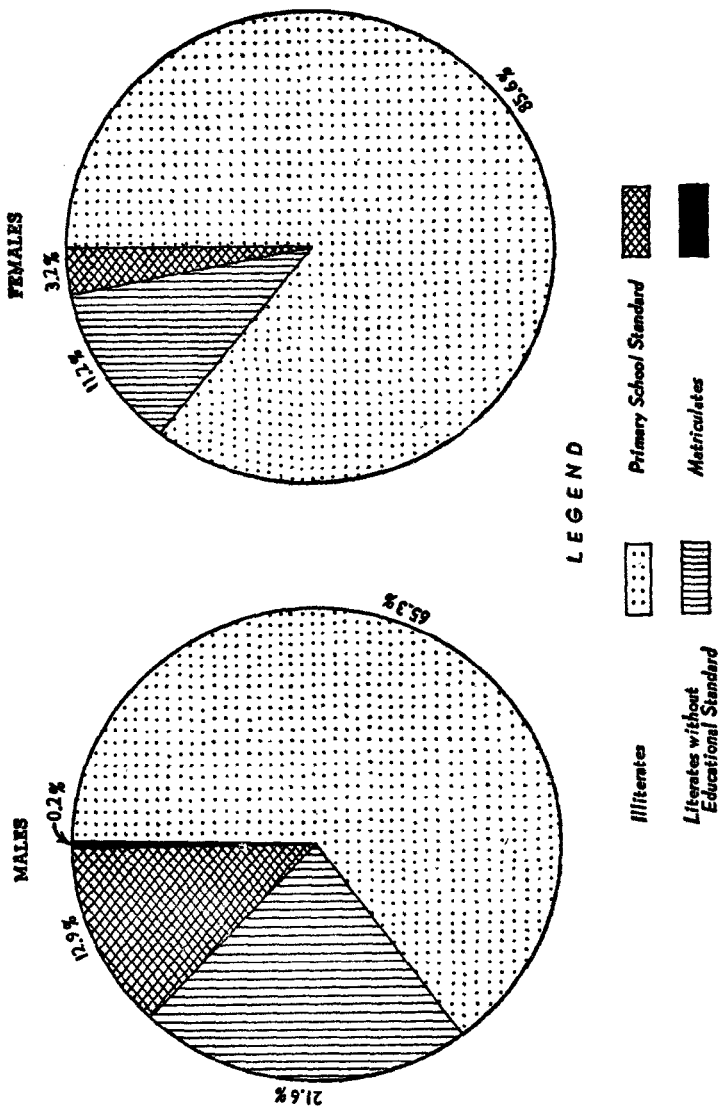 MALES
0.2%
12.9%
21.6%
65.3%
FEMALES
3.2%
11.2%
85.6%
LEGEND
Illiterates
Primary School Standard
Literates without
Educational Standard
Matriculates